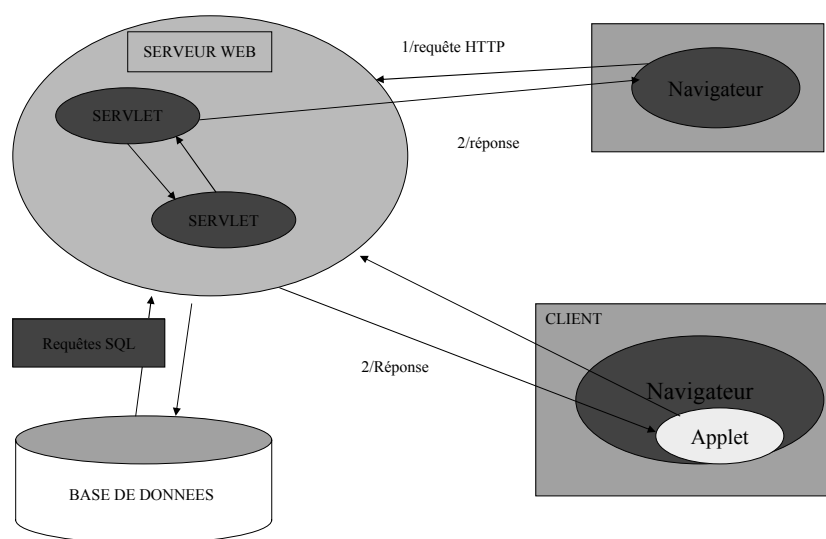 SERVEUR WEB
1/requête HTTP
Navigateur
SERVLET
2/réponse
SERVLET
CLIENT
Requêtes SQL
2/Réponse
Navigateur
Applet
BASE DE DONNEES